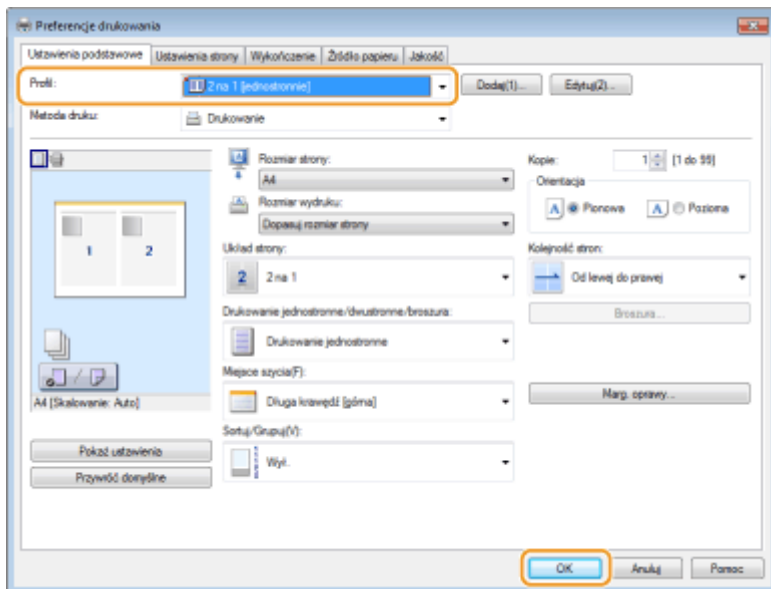 Preferencje drukowania
Ustawienia podstawowe Ustawienia strony Wykończenie Źródło papieru Jakość
Profil: 2 na 1 [jednostronnie] Dodaj(1)... Edytuj(2)...
Metoda druku: Drukowanie
Rozmiar strony:
A4
Rozmiar wydruku:
Dopasuj rozmiar strony
Kopie: 1 [1 do 99]
Orientacja
A Pionowa A Pozioma
1 2
Układ strony:
2 2 na 1
Kolejność stron:
Od lewej do prawej
Drukowanie jednostronne/dwustronne/broszura:
Drukowanie jednostronne
Broszura...
Miejsce szycia(F):
Długa krawędź [górna]
Marg. oprawy...
A4 [Skalowanie: Auto]
Sortuj/Grupuj(V):
Wył.
Pokaż ustawienia
Przywróć domyślne
OK Anuluj Pomoc